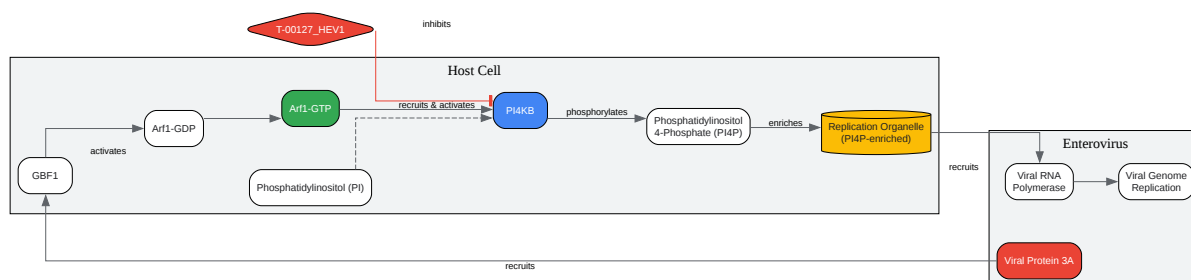 T-00127_HEV1
inhibits
Host Cell
Arf1-GTP
recruits & activates
PI4KB
phosphorylates
Phosphatidylinositol
4-Phosphate (PI4P)
enriches
Replication Organelle
(PI4P-enriched)
Arf1-GDP
activates
GBF1
Phosphatidylinositol (PI)
recruits
Enterovirus
Viral RNA
Polymerase
Viral Genome
Replication
Viral Protein 3A
recruits